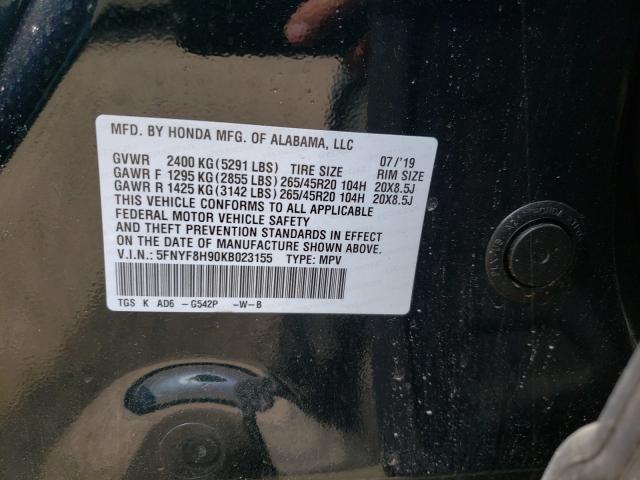 MFD. BY HONDA MFG. OF ALABAMA, LLC
GVWR 2400 KG(5291 LBS) TIRE SIZE 07/'19 RIM SIZE
GAWR F 1295 KG(2855 LBS)265/45R20 104H 20X8.5J
GAWR R 1425 KG(3142 LBS)265/45R20 104H 20X8.5J
THIS VEHICLE CONFORMS TO ALL APPLICABLE
FEDERAL MOTOR VEHICLE SAFETY
AND THEFT PREVENTION STANDARDS IN EFFECT
ON THE DATE OF MANUFACTURE SHOWN ABOVE.
V.I.N.: 5FNYF8H90KB023155 TYPE: MPV
TGS K AD6 -G542P -W-B